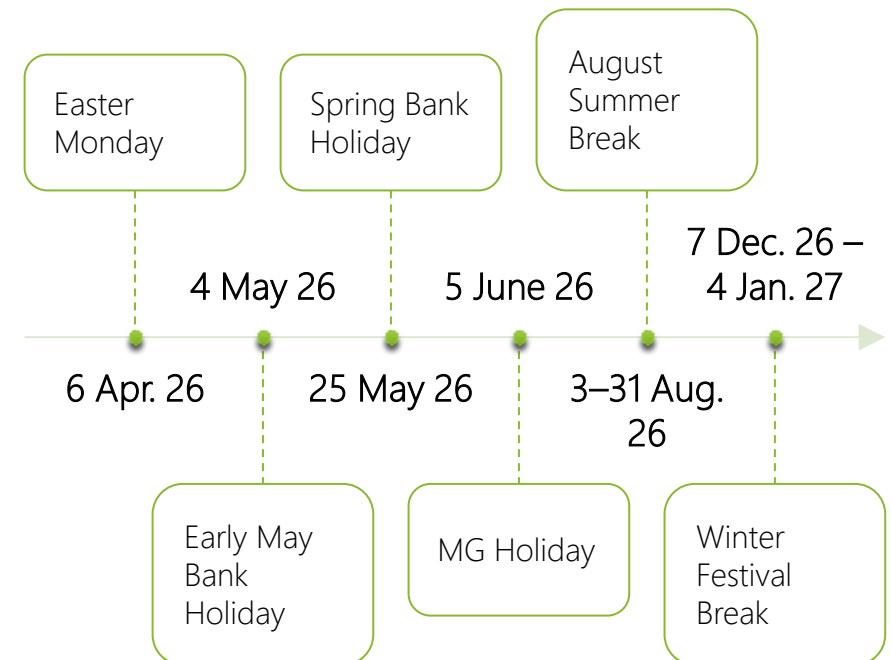 Easter
Monday
6 Apr. 26
4 May 26
Early May
Bank
Holiday
Spring Bank
Holiday
25 May 26
5 June 26
MG Holiday
August
Summer
Break
3–31 Aug.
26
7 Dec. 26 –
4 Jan. 27
Winter
Festival
Break